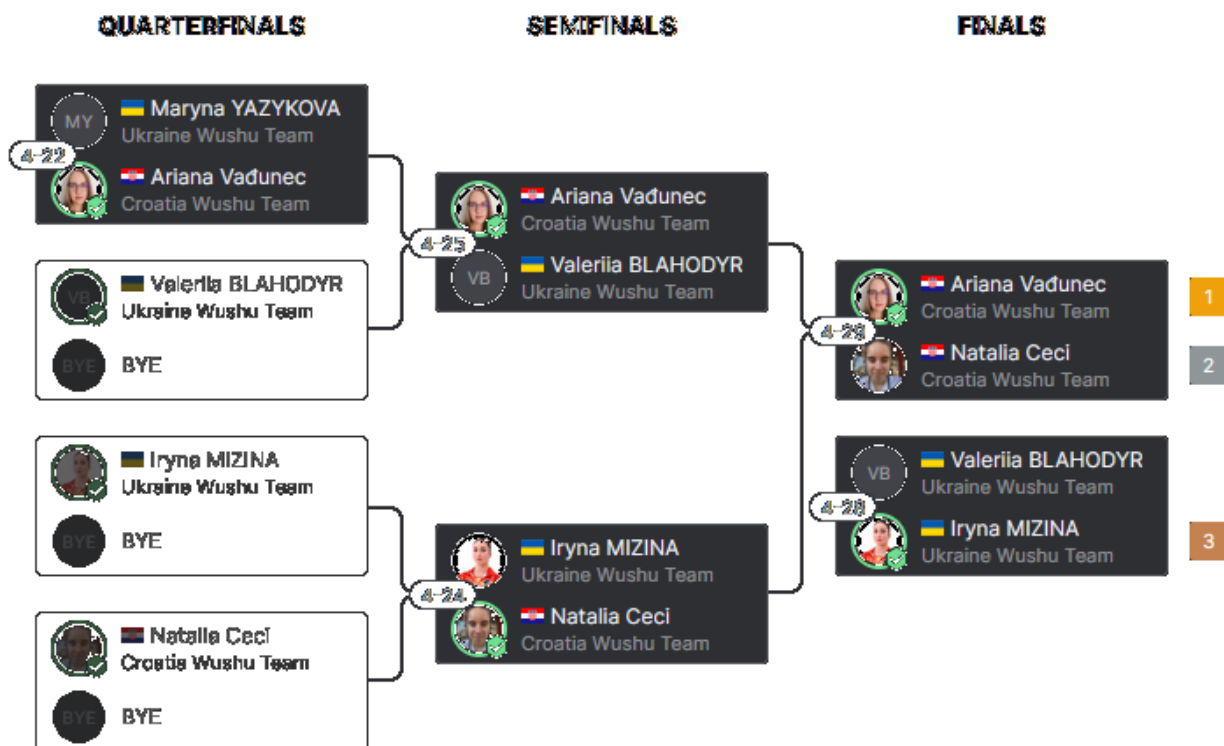 QUARTERFINALS
SEMIFINALS
FINALS
MY
Maryna YAZYKOVA
Ukraine Wushu Team
4-22
Ariana Vađunec
Croatia Wushu Team
VB
Valeriia BLAHODYR
Ukraine Wushu Team
BYE
BYE
Iryna MIZINA
Ukraine Wushu Team
BYE
BYE
Natalia Ceci
Croatia Wushu Team
BYE
BYE
Ariana Vađunec
Croatia Wushu Team
4-25
VB
Valeriia BLAHODYR
Ukraine Wushu Team
Iryna MIZINA
Ukraine Wushu Team
4-24
Natalia Ceci
Croatia Wushu Team
Ariana Vađunec
Croatia Wushu Team
1
4-29
Natalia Ceci
Croatia Wushu Team
2
VB
Valeriia BLAHODYR
Ukraine Wushu Team
4-28
Iryna MIZINA
Ukraine Wushu Team
3